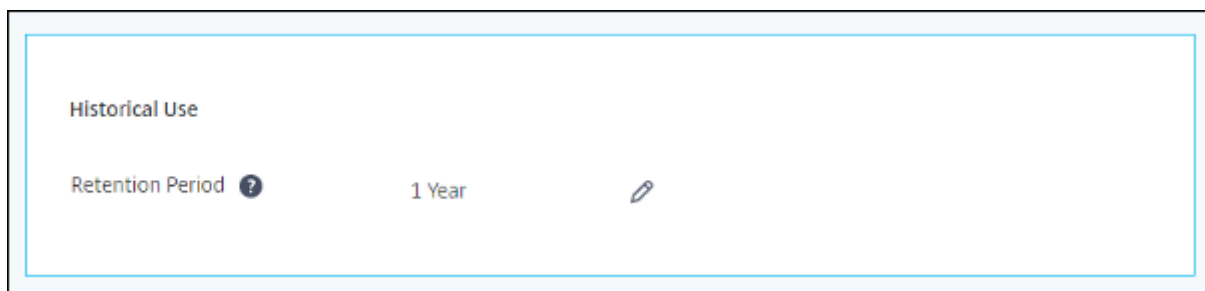 Historical Use
Retention Period ? 1 Year